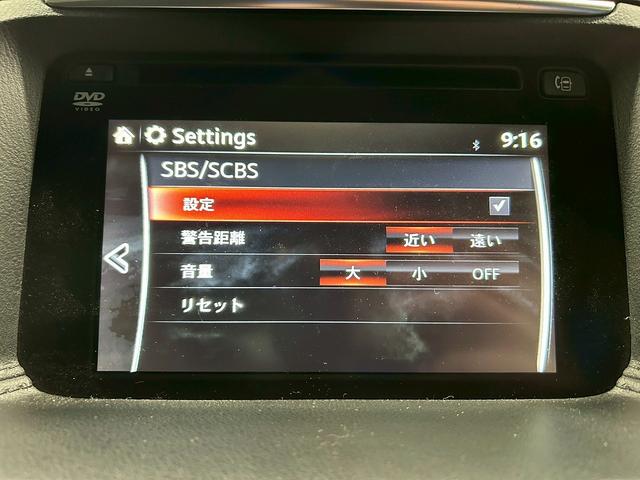 DVD
VIDEO
Settings 9:16
SBS/SCBS
設定
警告距離 近い 遠い
音量 大 小 OFF
リセット